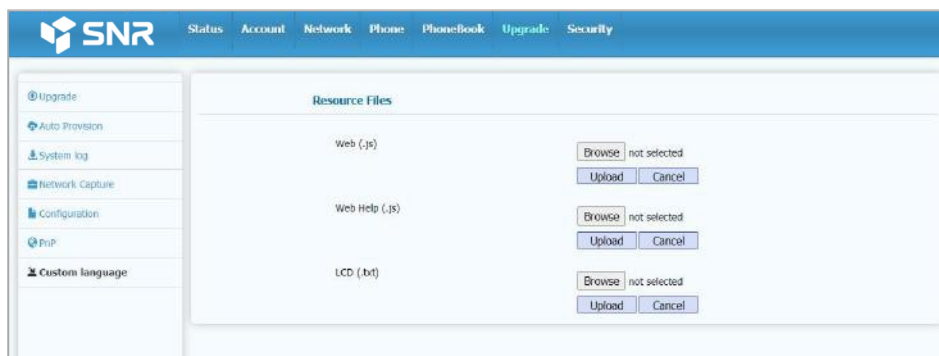 SNR
Status Account Network Phone PhoneBook Upgrade Security
Upgrade
Auto Provision
System log
Network Capture
Configuration
PnP
Custom language
Resource Files
Web (.js)
Browse not selected
Upload Cancel
Web Help (.js)
Browse not selected
Upload Cancel
LCD (.txt)
Browse not selected
Upload Cancel